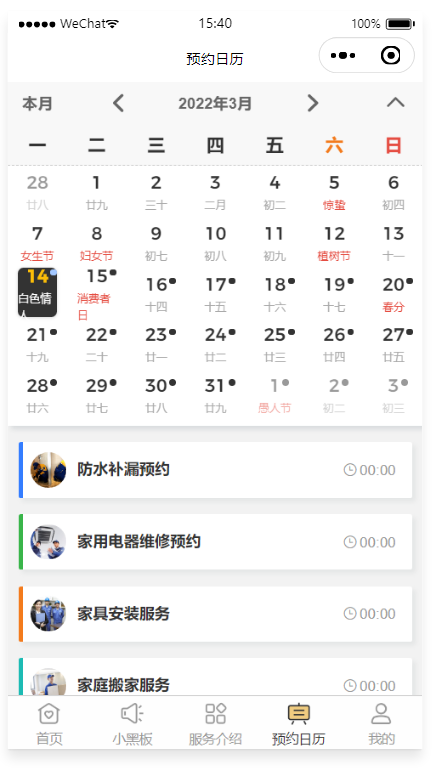 WeChat 15:40 100%
预约日历
本月 2022年3月
一 二 三 四 五 六 日
28 1 2 3 4 5 6
廿八 廿九 三十 二月 初二 惊蛰 初四
7 8 9 10 11 12 13
女生节 妇女节 初七 初八 初九 植树节 十一
14 15 16 17 18 19 20
白色情人 消费者日 十四 十五 十六 十七 春分
21 22 23 24 25 26 27
十九 二十 廿一 廿二 廿三 廿四 廿五
28 29 30 31 1 2 3
廿六 廿七 廿八 廿九 愚人节 初二 初三
防水补漏预约 00:00
家用电器维修预约 00:00
家具安装服务 00:00
家庭搬家服务 00:00
首页 小黑板 服务介绍 预约日历 我的